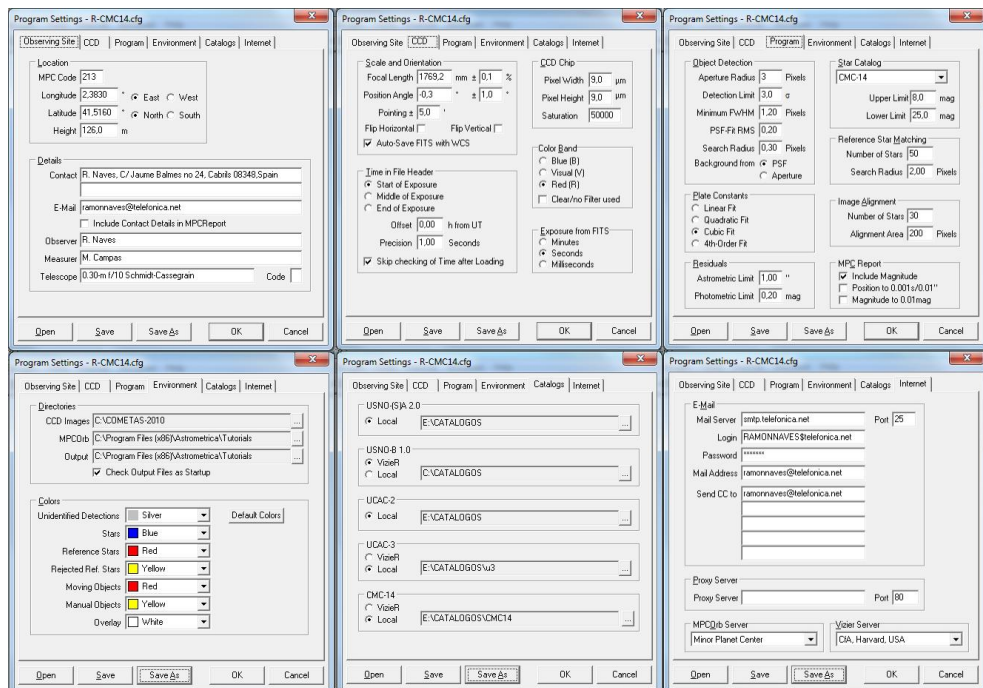 Program Settings - R-CMC14.cfg
Observing Site CCD Program Environment Catalogs Internet
Location
MPC Code 213
Longitude 2,3830 ° East West
Latitude 41,5160 ° North South
Height 126,0 m
Details
Contact R. Naves, C/ Jaume Balmes no 24, Cabrils 08348,Spain
E-Mail ramonnaves@telefonica.net
Include Contact Details in MPCReport
Observer R. Naves
Measurer M. Campas
Telescope 0.30-m f/10 Schmidt-Cassegrain Code
Open Save Save As OK Cancel
Program Settings - R-CMC14.cfg
Observing Site CCD Program Environment Catalogs Internet
Scale and Orientation
Focal Length 1769,2 mm ± 0,1 %
Position Angle -0,3 ° ± 1,0 °
Pointing ± 5,0 '
Flip Horizontal Flip Vertical
Auto-Save FITS with WCS
CCD Chip
Pixel Width 9,0 µm
Pixel Height 9,0 µm
Saturation 50000
Color Band
Blue (B)
Visual (V)
Red (R)
Clear/no Filter used
Time in File Header
Start of Exposure
Middle of Exposure
End of Exposure
Offset 0,00 h from UT
Precision 1,00 Seconds
Skip checking of Time after Loading
Exposure from FITS
Minutes
Seconds
Milliseconds
Open Save Save As OK Cancel
Program Settings - R-CMC14.cfg
Observing Site CCD Program Environment Catalogs Internet
Object Detection
Aperture Radius 3 Pixels
Detection Limit 3,0 σ
Minimum FWHM 1,20 Pixels
PSF-Fit RMS 0,20
Search Radius 0,30 Pixels
Background from PSF
Aperture
Star Catalog
CMC-14
Upper Limit 8,0 mag
Lower Limit 25,0 mag
Reference Star Matching
Number of Stars 50
Search Radius 2,00 Pixels
Plate Constants
Linear Fit
Quadratic Fit
Cubic Fit
4th-Order Fit
Image Alignment
Number of Stars 30
Alignment Area 200 Pixels
Residuals
Astrometric Limit 1,00 "
Photometric Limit 0,20 mag
MPC Report
Include Magnitude
Position to 0.001s/0.01"
Magnitude to 0.01mag
Open Save Save As OK Cancel
Program Settings - R-CMC14.cfg
Observing Site CCD Program Environment Catalogs Internet
Directories
CCD Images C:\COMETAS-2010 ...
MPCOrb C:\Program Files (x86)\Astrometrica\Tutorials ...
Output C:\Program Files (x86)\Astrometrica\Tutorials ...
Check Output Files as Startup
Colors
Unidentified Detections Silver Default Colors
Stars Blue
Reference Stars Red
Rejected Ref. Stars Yellow
Moving Objects Red
Manual Objects Yellow
Overlay White
Open Save Save As OK Cancel
Program Settings - R-CMC14.cfg
Observing Site CCD Program Environment Catalogs Internet
USNO-(S)A 2.0
Local E:\CATALOGOS ...
USNO-B 1.0
VizieR
Local C:\CATALOGOS ...
UCAC-2
Local E:\CATALOGOS ...
UCAC-3
VizieR
Local E:\CATALOGOS\u3 ...
CMC-14
VizieR
Local E:\CATALOGOS\CMC14 ...
Open Save Save As OK Cancel
Program Settings - R-CMC14.cfg
Observing Site CCD Program Environment Catalogs Internet
E-Mail
Mail Server smtp.telefonica.net Port 25
Login RAMONNAVES$telefonica.net
Password *******
Mail Address ramonnaves@telefonica.net
Send CC to ramonnaves@telefonica.net
Proxy Server
Proxy Server Port 80
MPCOrb Server
Minor Planet Center
Vizier Server
CfA, Harvard, USA
Open Save Save As OK Cancel